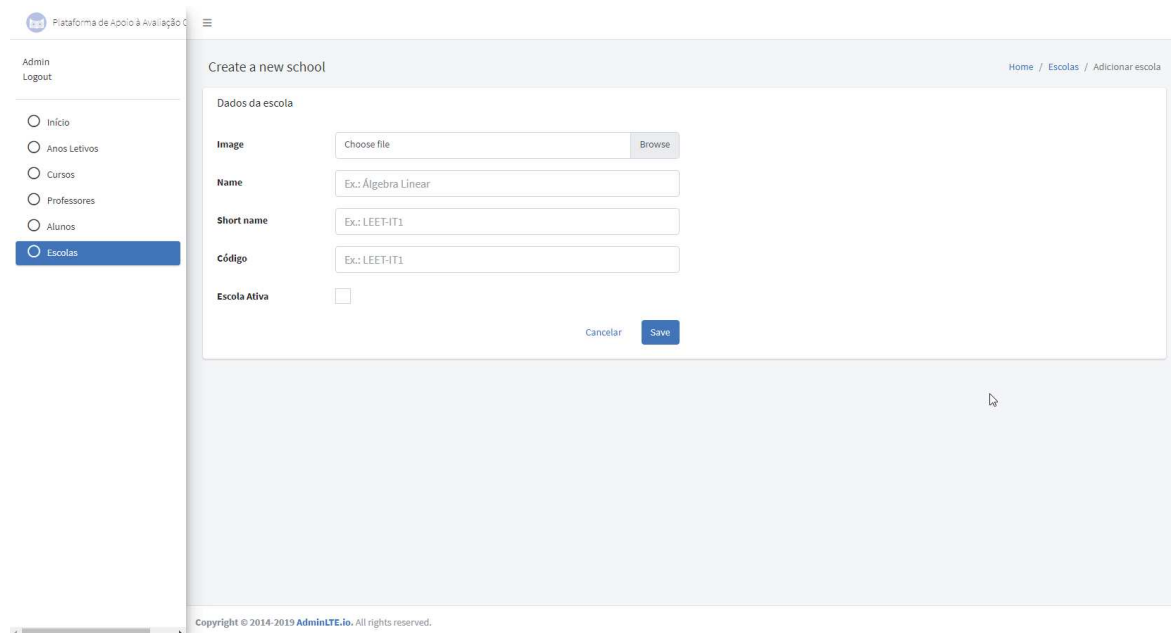 Plataforma de Apoio à Avaliação
Admin
Logout
Início
Anos Letivos
Cursos
Professores
Alunos
Escolas
Create a new school
Home / Escolas / Adicionar escola
Dados da escola
Image Choose file Browse
Name Ex.: Álgebra Linear
Short name Ex.: LEET-IT1
Código Ex.: LEET-IT1
Escola Ativa
Cancelar Save
Copyright © 2014-2019 AdminLTE.io. All rights reserved.